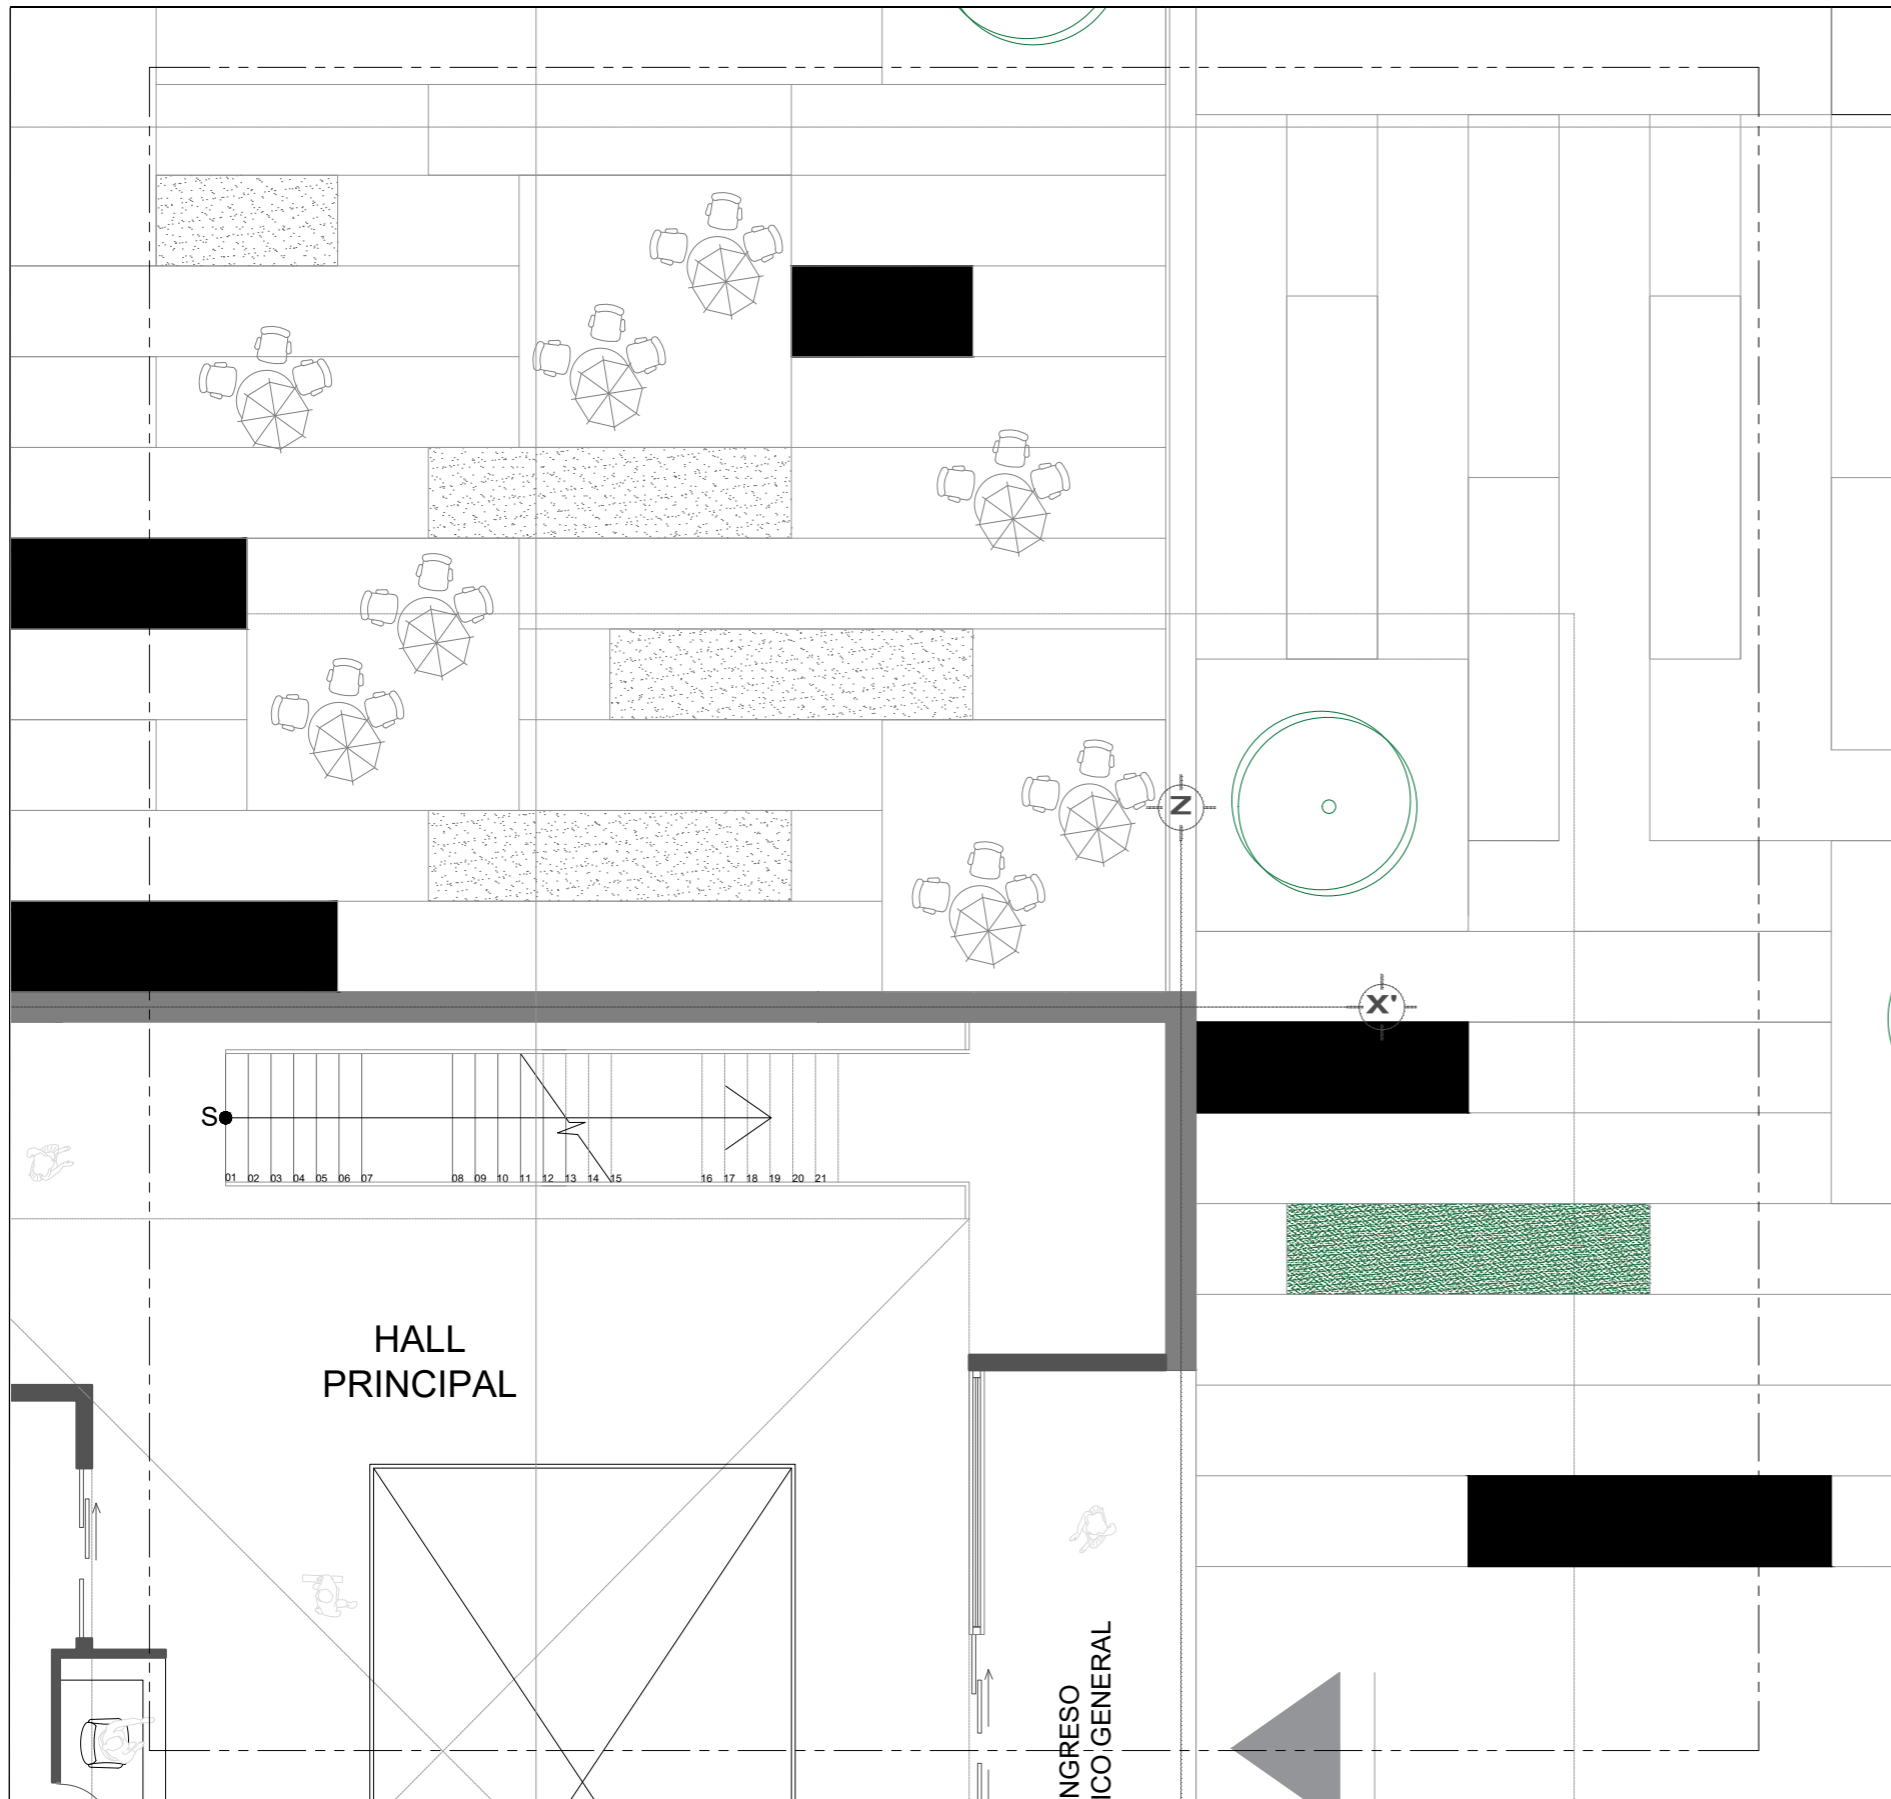 Z
X'
S
01 02 03 04 05 06 07 08 09 10 11 12 13 14 15 16 17 18 19 20 21
HALL
PRINCIPAL
NGRESO
ICO GENERAL